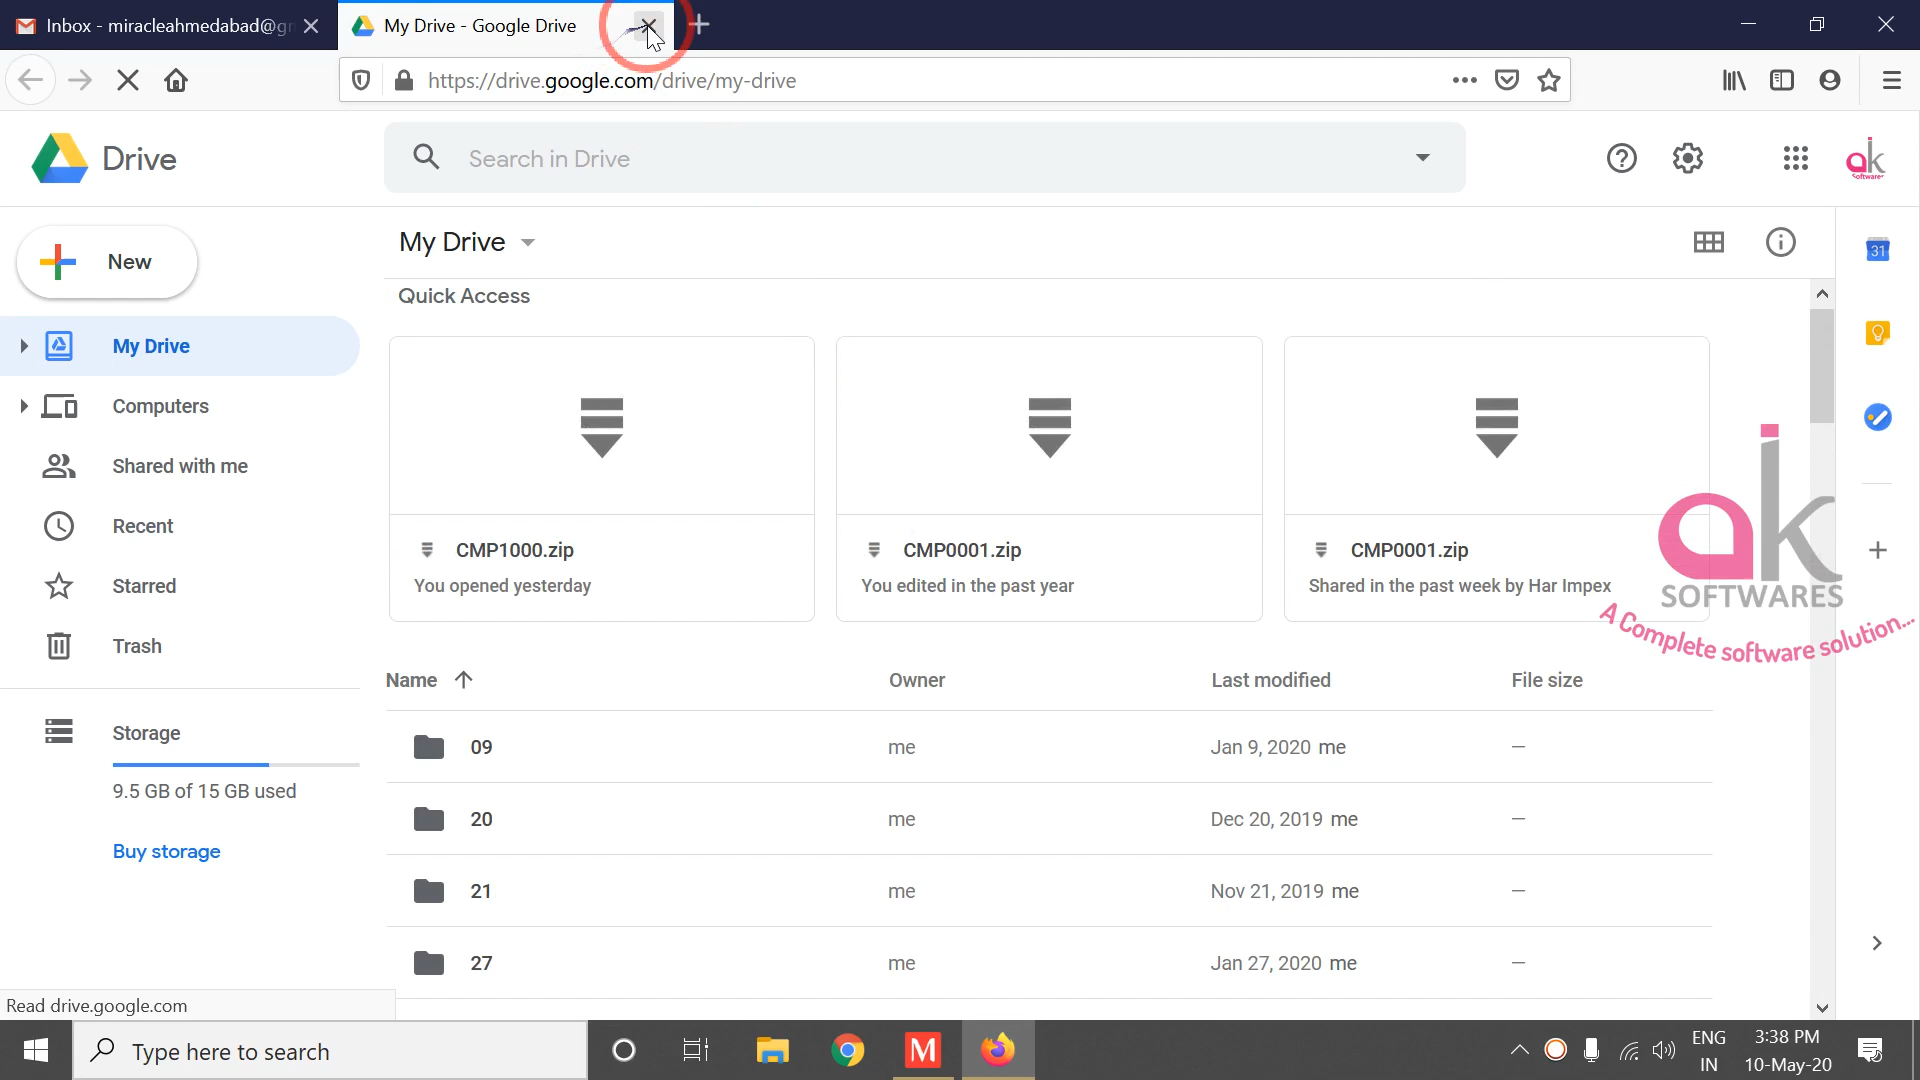 Inbox - miracleahmedabad@g
My Drive - Google Drive
https://drive.google.com/drive/my-drive
Drive
Search in Drive
ak
Softwares
New
My Drive
31
Quick Access
My Drive
Computers
Shared with me
Recent
Starred
Trash
CMP1000.zip
You opened yesterday
CMP0001.zip
You edited in the past year
CMP0001.zip
Shared in the past week by Har Impex
ak
SOFTWARES
A Complete software solution...
Name
Owner
Last modified
File size
09
me
Jan 9, 2020 me
—
20
me
Dec 20, 2019 me
—
21
me
Nov 21, 2019 me
—
27
me
Jan 27, 2020 me
—
Storage
9.5 GB of 15 GB used
Buy storage
Read drive.google.com
Type here to search
M
ENG
IN
3:38 PM
10-May-20